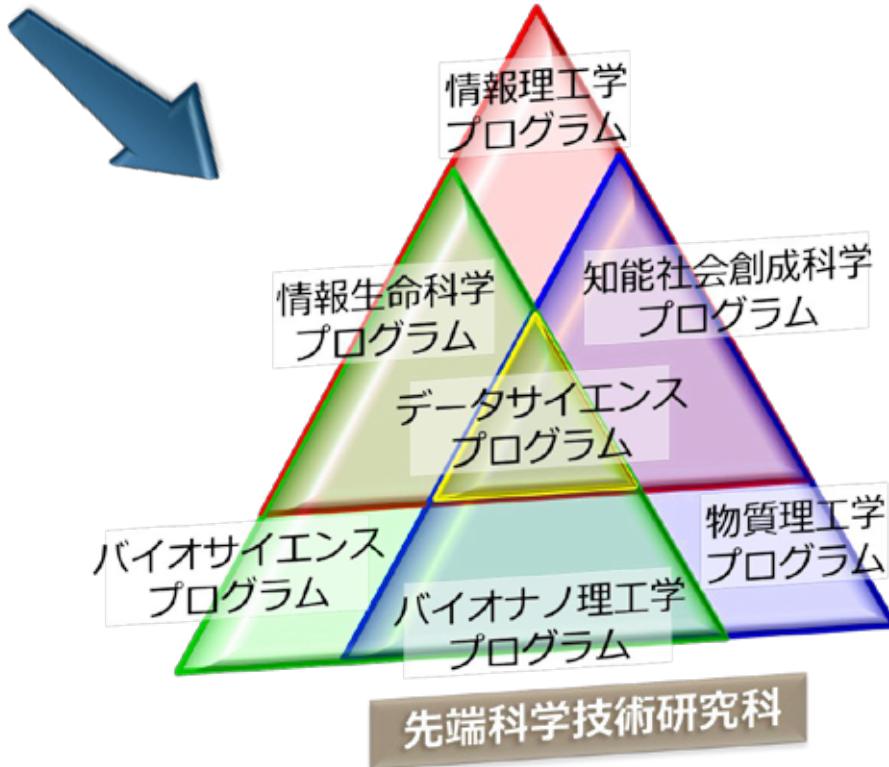 情報理工学
プログラム
情報生命科学
プログラム
知能社会創成科学
プログラム
データサイエンス
プログラム
バイオサイエンス
プログラム
バイオナノ理工学
プログラム
物質理工学
プログラム
先端科学技術研究科